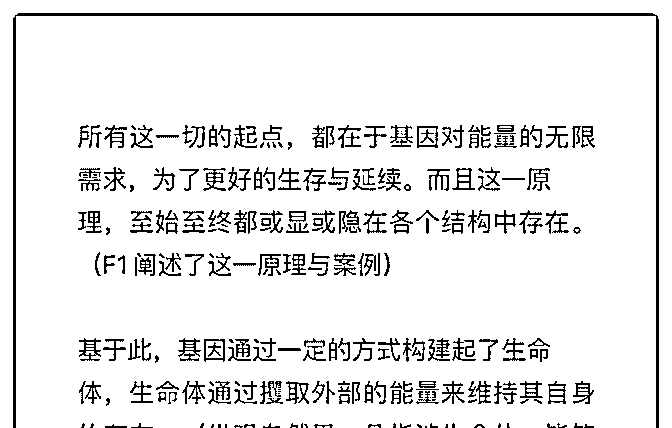 所有这一切的起点，都在于基因对能量的无限
需求，为了更好的生存与延续。而且这一原
理，至始至终都或显或隐在各个结构中存在。
（F1 阐述了这一原理与案例）
基于此，基因通过一定的方式构建起了生命
体，生命体通过攫取外部的能量来维持其自身